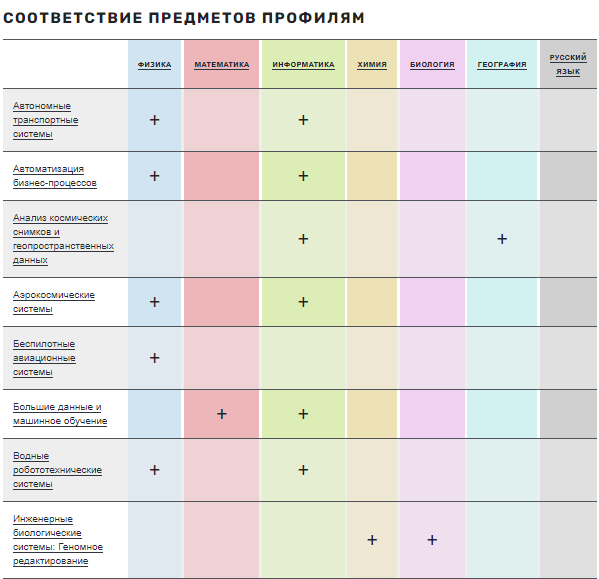 СООТВЕТСТВИЕ ПРЕДМЕТОВ ПРОФИЛЯМ
ФИЗИКА МАТЕМАТИКА ИНФОРМАТИКА ХИМИЯ БИОЛОГИЯ ГЕОГРАФИЯ РУССКИЙ
ЯЗЫК
Автономные
транспортные
системы
+ +
Автоматизация
бизнес-процессов
+ +
Анализ космических
снимков и
геопространственных
данных
+ +
Аэрокосмические
системы
+ +
Беспилотные
авиационные
системы
+
Большие данные и
машинное обучение
+ +
Водные
робототехнические
системы
+ +
Инженерные
биологические
системы: Геномное
редактирование
+ +